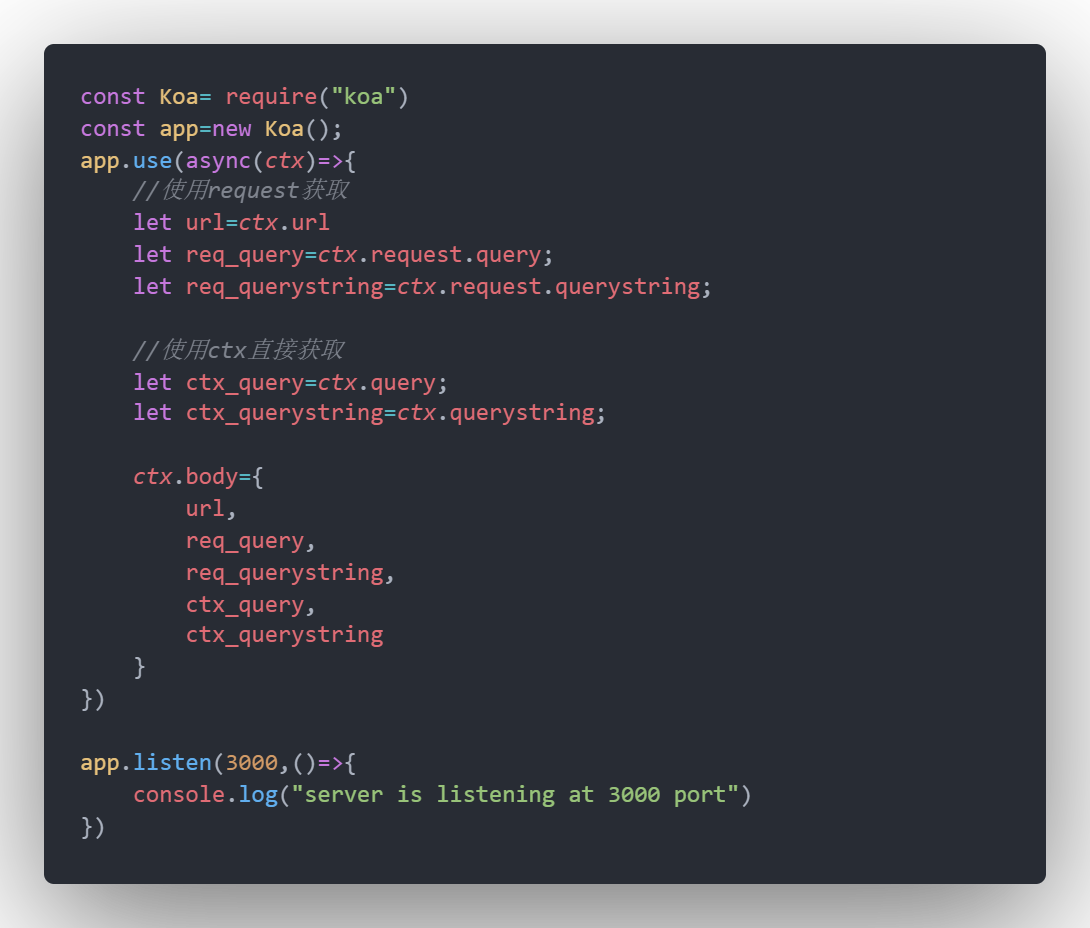 const Koa= require("koa")
const app=new Koa();
app.use(async(ctx)=>{
    //使用request获取
    let url=ctx.url
    let req_query=ctx.request.query;
    let req_querystring=ctx.request.querystring;

    //使用ctx直接获取
    let ctx_query=ctx.query;
    let ctx_querystring=ctx.querystring;

    ctx.body={
        url,
        req_query,
        req_querystring,
        ctx_query,
        ctx_querystring
    }
})

app.listen(3000,()=>{
    console.log("server is listening at 3000 port")
})